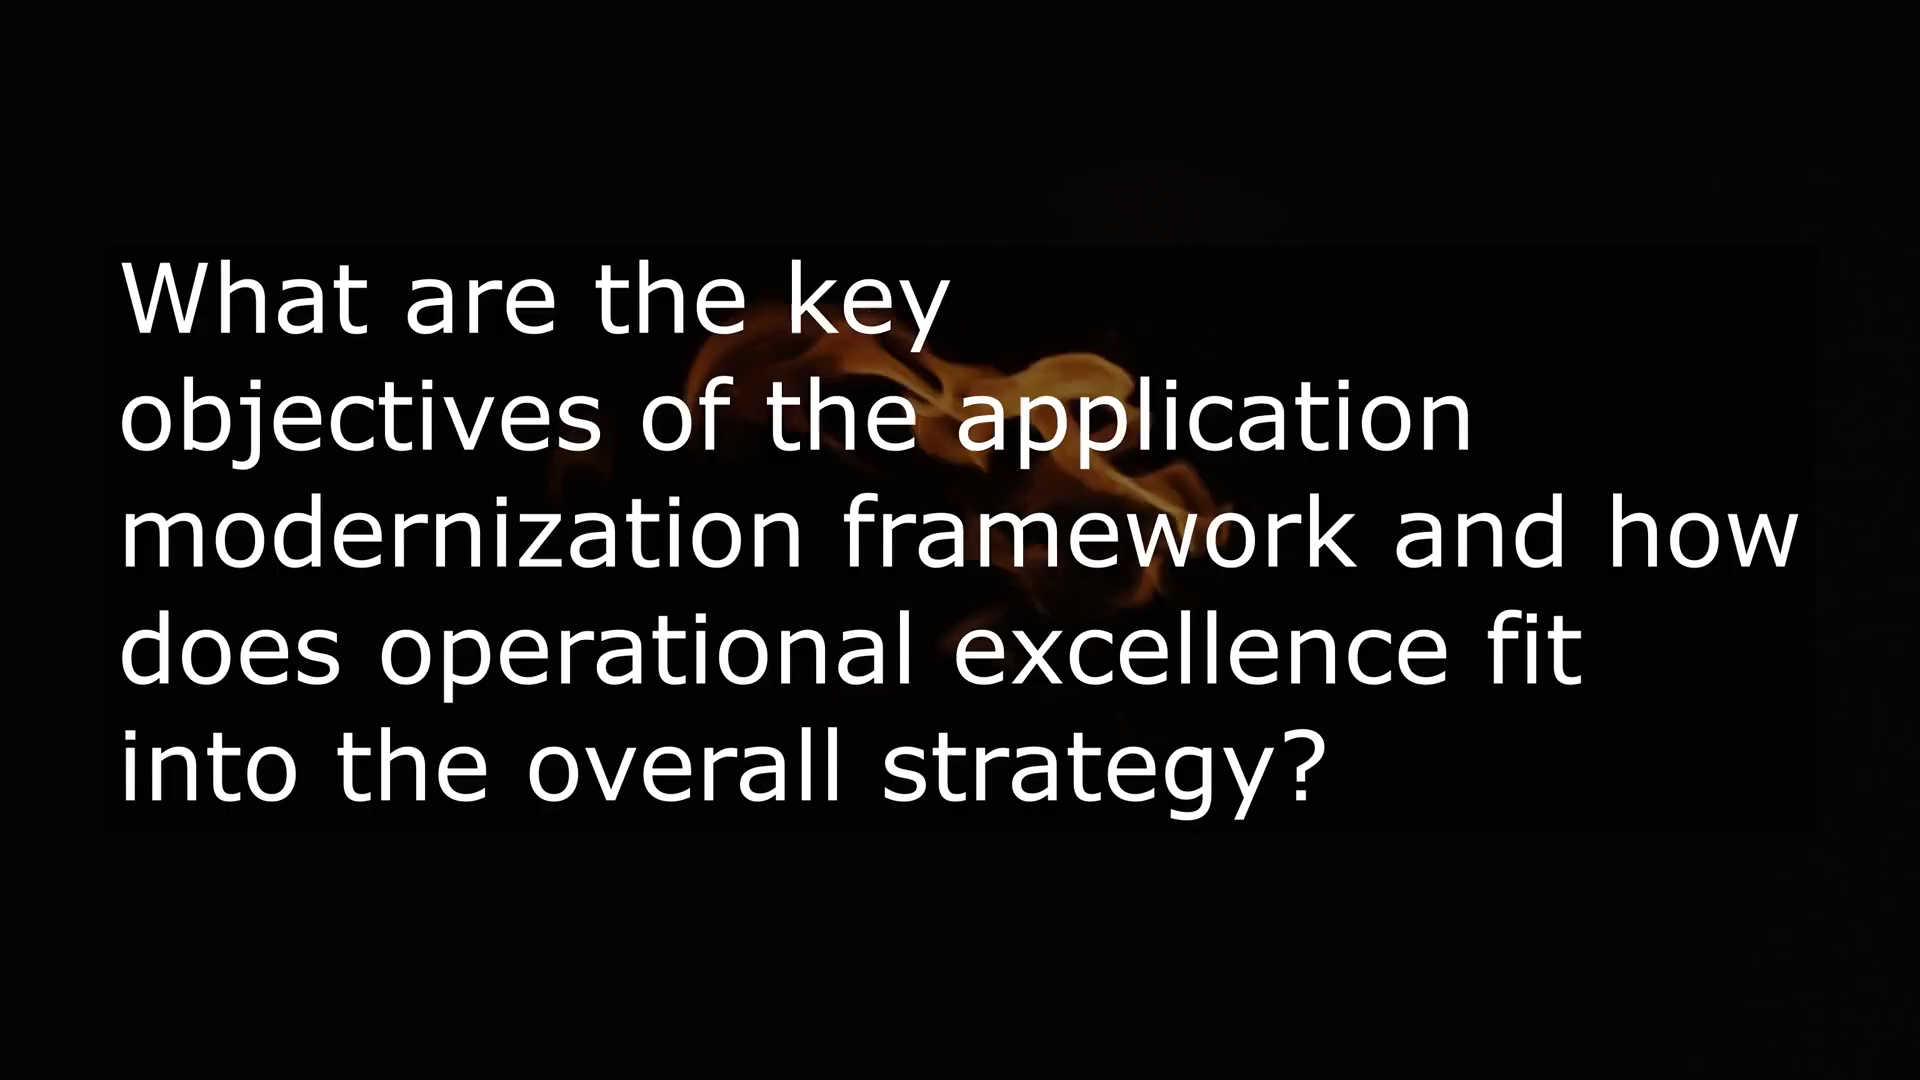 What are the key
objectives of the application
modernization framework and how
does operational excellence fit
into the overall strategy?